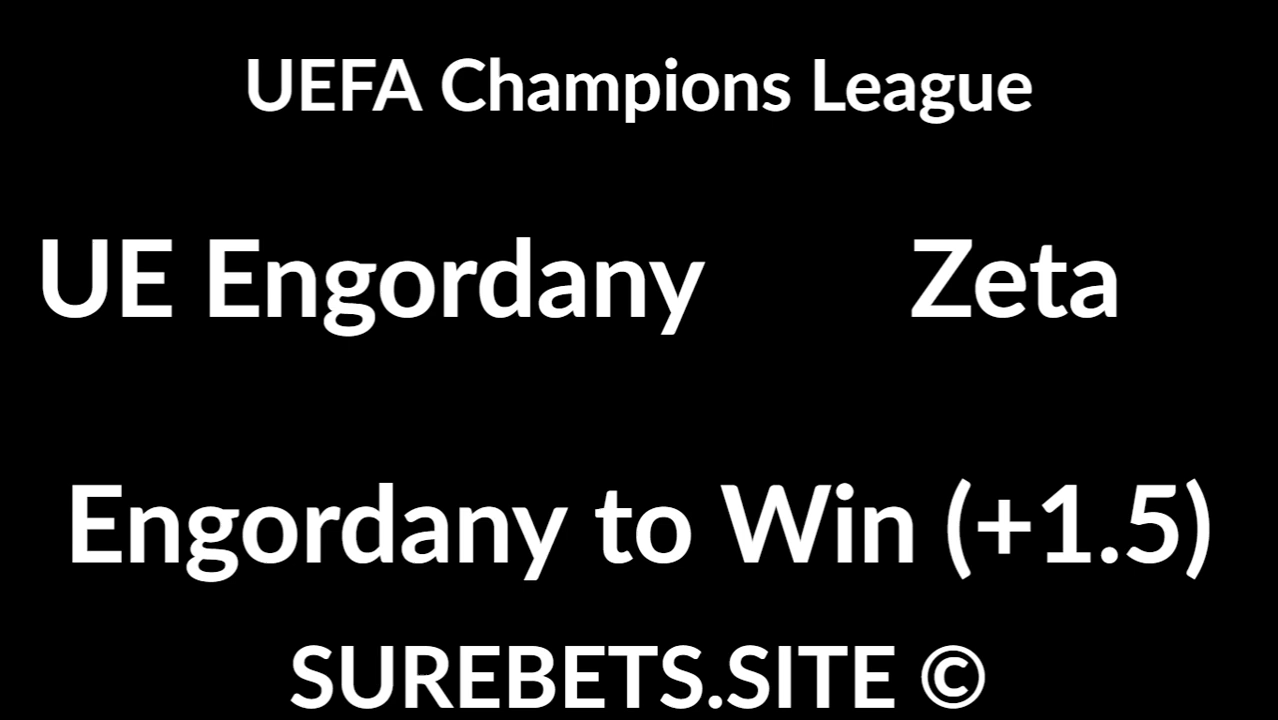 UEFA Champions League
UE Engordany Zeta
Engordany to Win (+1.5)
SUREBETS.SITE ©